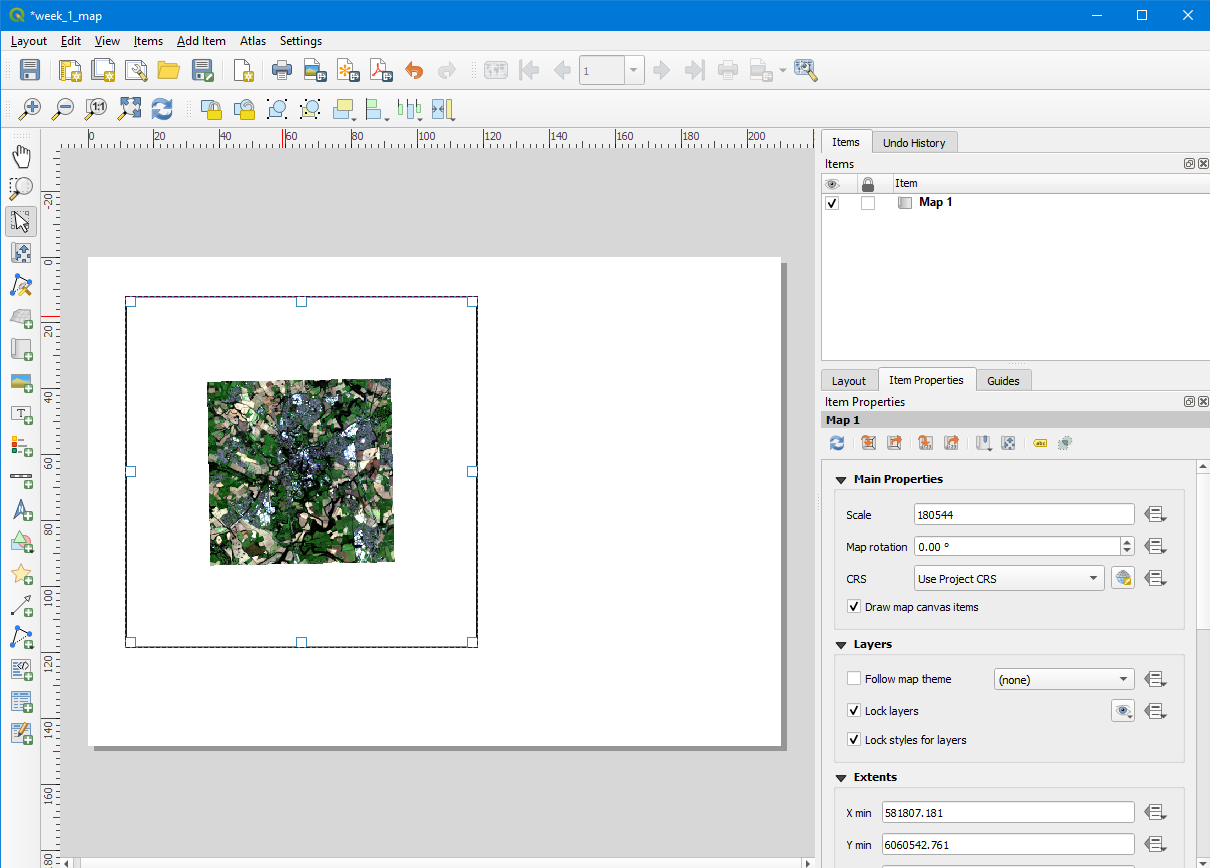 *week_1_map
Layout Edit View Items Add Item Atlas Settings
1
1:1
0 20 40 60 80 100 120 140 160 180 200
-20
0
20
40
60
80
100
120
140
160
180
T
Items Undo History
Items
Item
Map 1
Layout Item Properties Guides
Item Properties
Map 1
abc
Main Properties
Scale 180544
Map rotation 0.00 °
CRS Use Project CRS
Draw map canvas items
Layers
Follow map theme (none)
Lock layers
Lock styles for layers
Extents
X min 581807.181
Y min 6060542.761